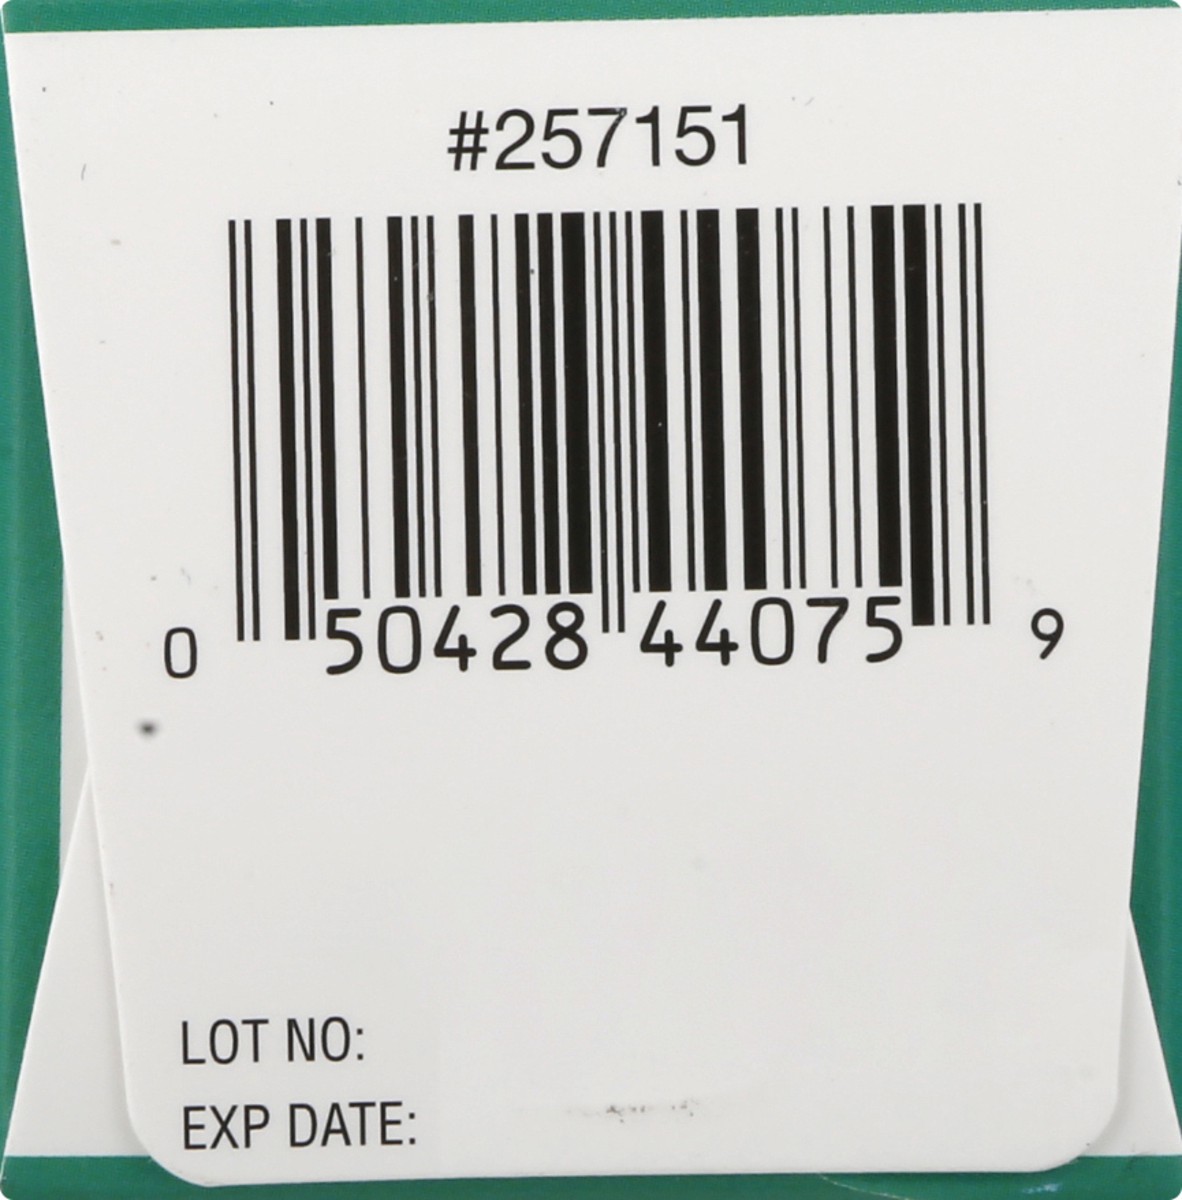 #257151
0 50428 44075 9
LOT NO:
EXP DATE: